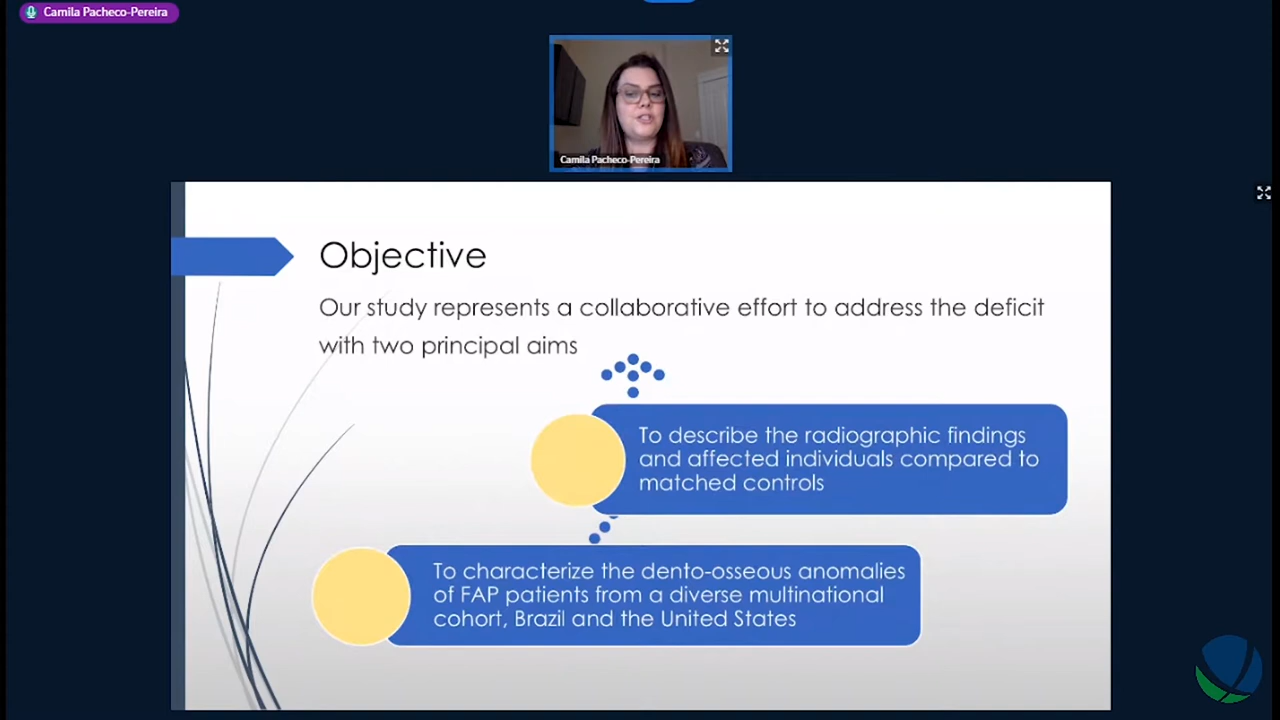 Camila Pacheco-Pereira
Camila Pacheco-Pereira
Objective
Our study represents a collaborative effort to address the deficit
with two principal aims
To describe the radiographic findings
and affected individuals compared to
matched controls
To characterize the dento-osseous anomalies
of FAP patients from a diverse multinational
cohort, Brazil and the United States